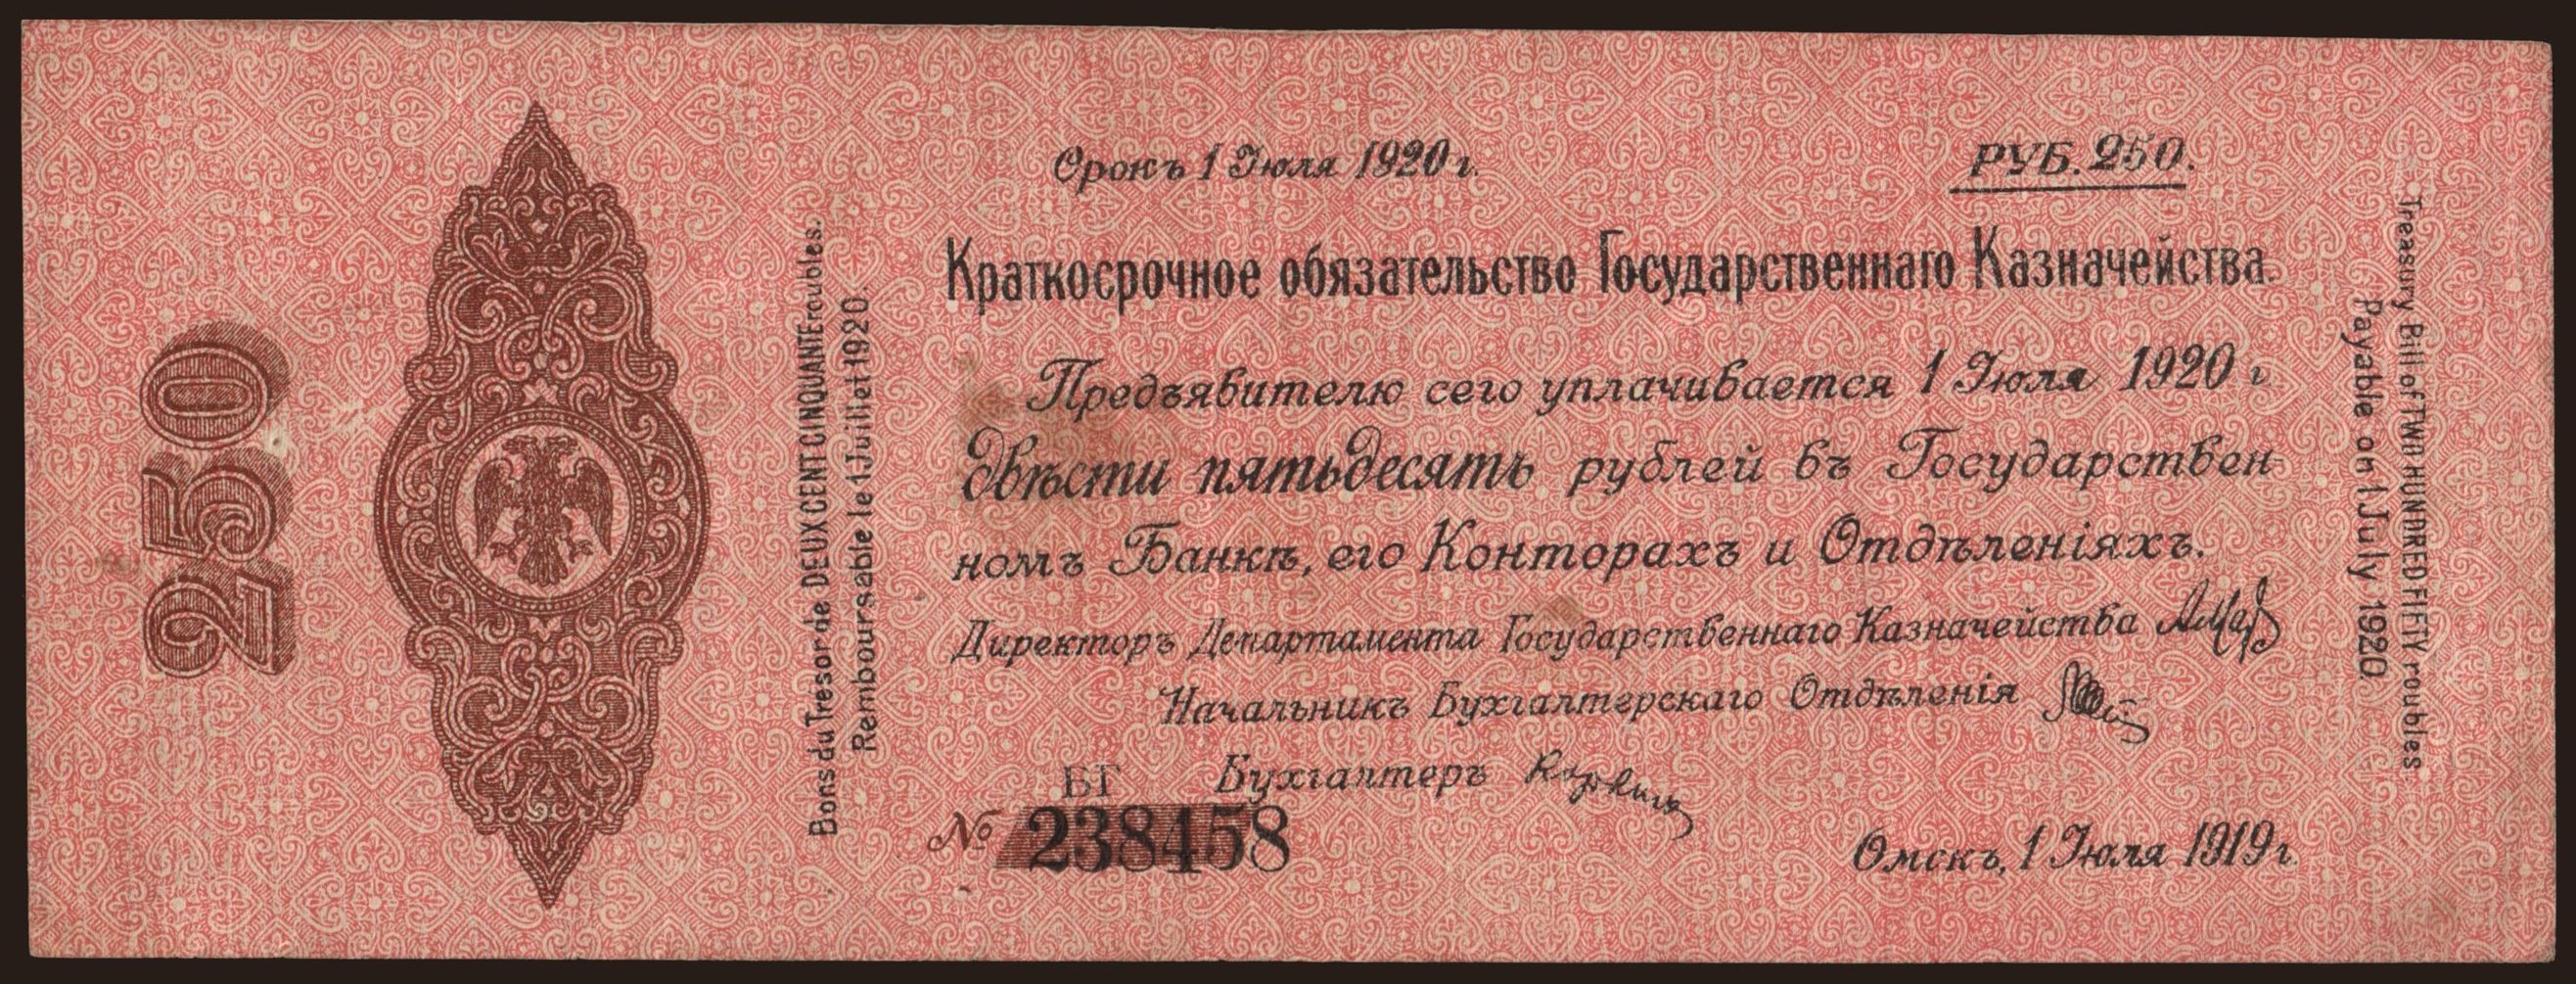 250
Bons du Trésor de DEUX CENT CINQUANTE roubles.
Remboursable le 1 Juillet 1920.
Срокъ 1 Іюля 1920 г.
РУБ. 250.
Краткосрочное обязательство Государственнаго Казначейства.
Предъявителю сего уплачивается 1 Іюля 1920 г
двѣсти пятьдесятъ рублей въ Государствен-
номъ Банкѣ, его Конторахъ и Отдѣленіяхъ.
Директоръ Департамента Государственнаго Казначейства
Начальникъ Бухгалтерскаго Отдѣленія
Бухгалтеръ
БГ
№ 238458
Омскъ, 1 Іюля 1919 г.
Treasury Bill of TWO HUNDRED FIFTY roubles
Payable on 1 July 1920.